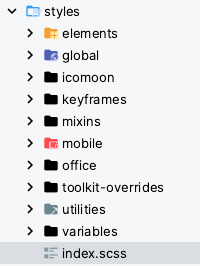 styles
elements
global
icomoon
keyframes
mixins
mobile
office
toolkit-overrides
utilities
variables
index.scss